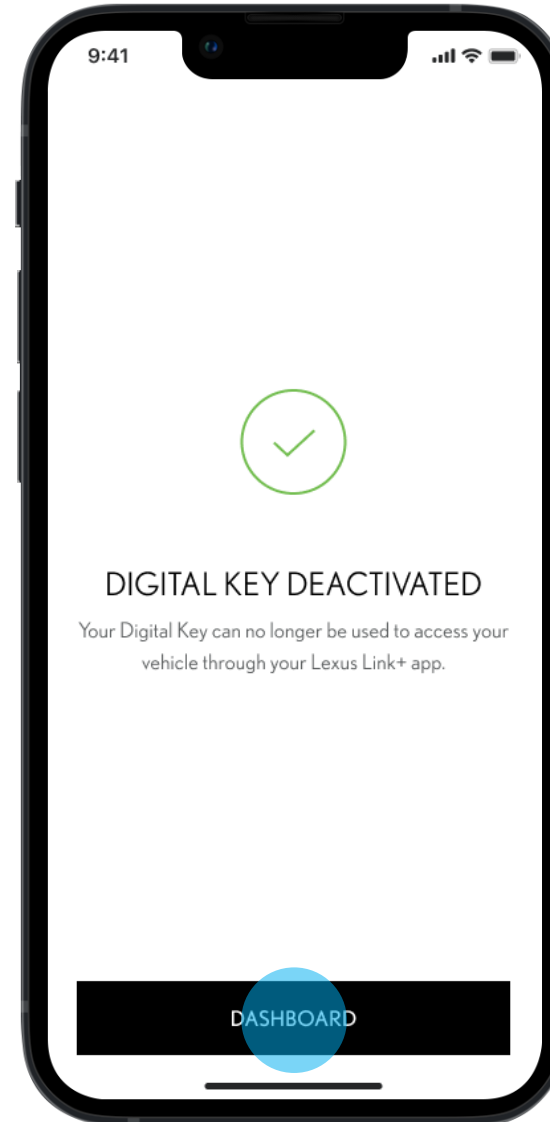 9:41
DIGITAL KEY DEACTIVATED
Your Digital Key can no longer be used to access your
vehicle through your Lexus Link+ app.
DASHBOARD